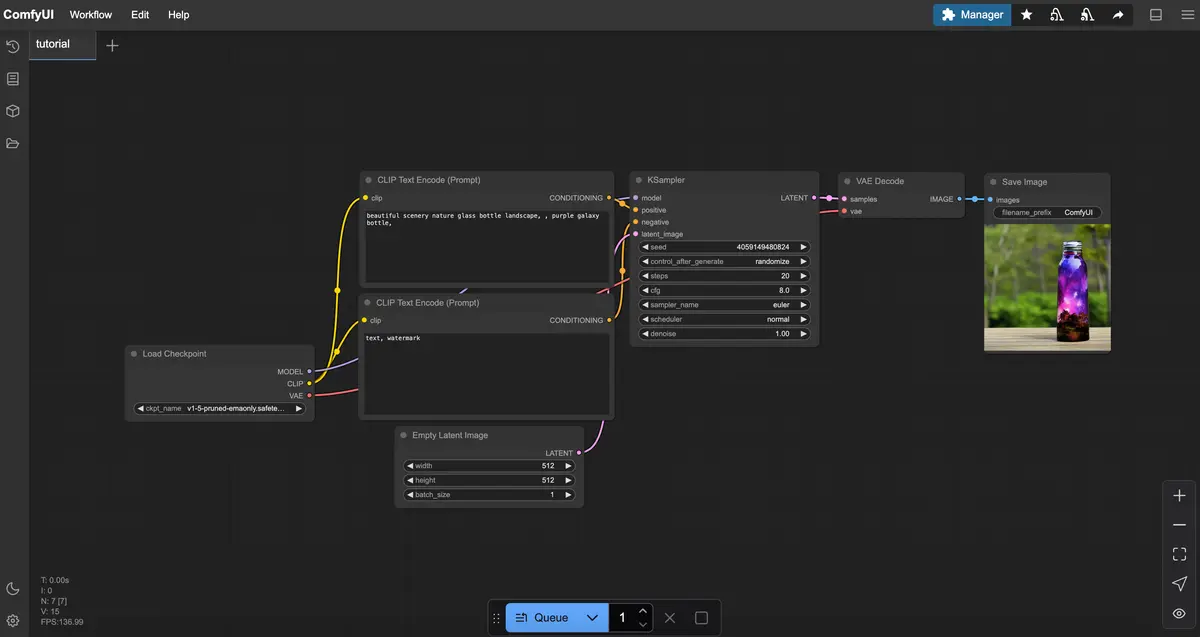 ComfyUI Workflow Edit Help Manager
tutorial
CLIP Text Encode (Prompt)
clip CONDITIONING
beautiful scenery nature glass bottle landscape, , purple galaxy
bottle,
CLIP Text Encode (Prompt)
clip CONDITIONING
text, watermark
Load Checkpoint
MODEL
CLIP
VAE
ckpt_name v1-5-pruned-emaonly.safete...
Empty Latent Image
LATENT
width 512
height 512
batch_size 1
KSampler
model LATENT
positive
negative
latent_image
seed 4059149480824
control_after_generate randomize
steps 20
cfg 8.0
sampler_name euler
scheduler normal
denoise 1.00
VAE Decode
samples IMAGE
vae
Save Image
images
filename_prefix ComfyUI
T: 0.00s
I: 0
N: 7 [7]
V: 15
FPS:136.99
Queue 1